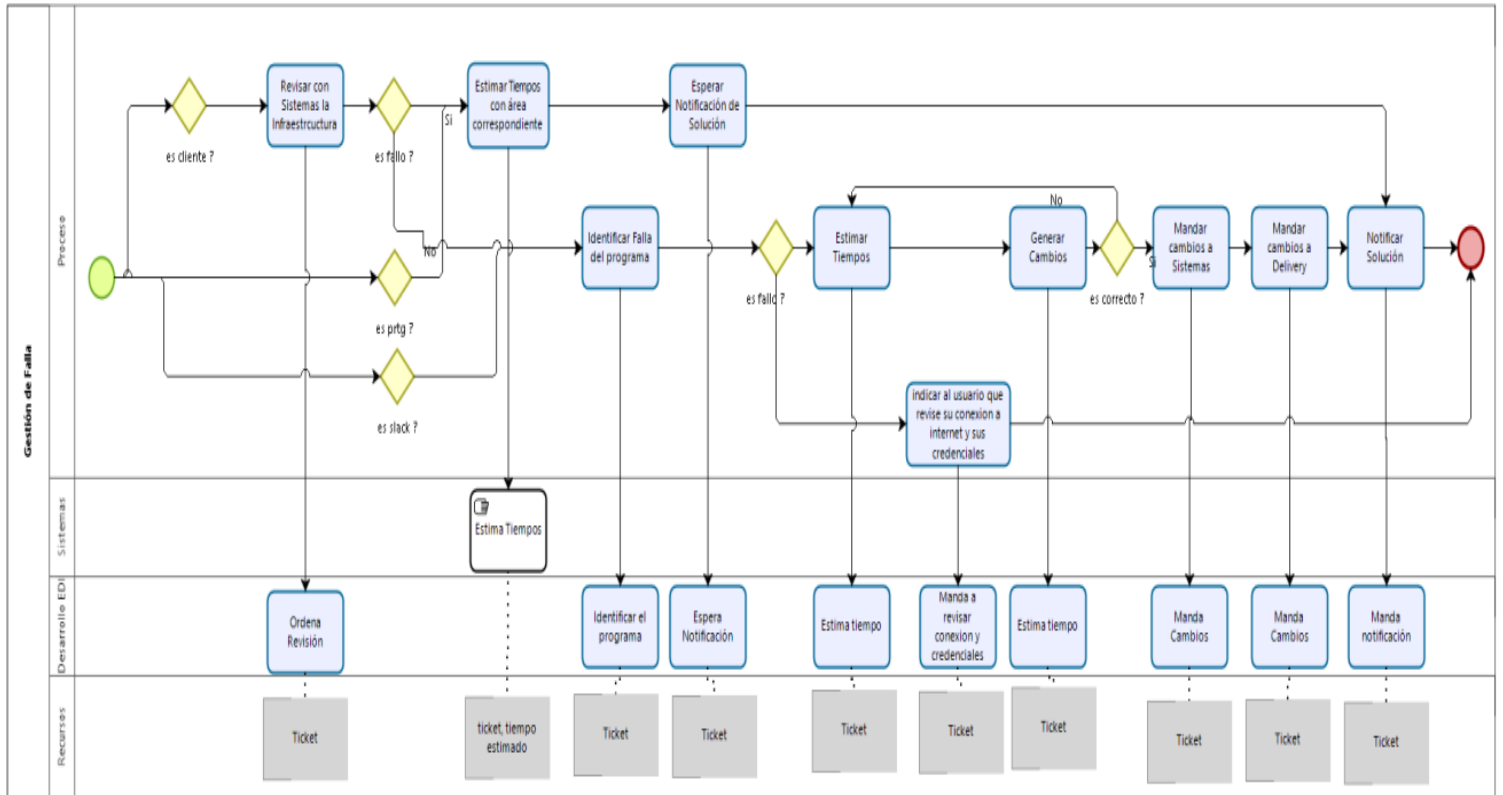 Gestión de Falla
Proceso
Revisar con
Sistemas la
Infraestrcuctura
Estimar Tiempos
con área
correspondiente
Esperar
Notificación de
Solución
es cliente ?
es fallo ?
Si
No
Identificar Falla
del programa
Estimar
Tiempos
No
Generar
Cambios
Si
Mandar
cambios a
Sistemas
Mandar
cambios a
Delivery
Notificar
Solución
es prtg ?
es fallo ?
es correcto ?
es slack ?
indicar al usuario que
revise su conexion a
internet y sus
credenciales
Sistemas
Estima Tiempos
Desarrollo EDI
Ordena
Revisión
Identificar el
programa
Espera
Notificación
Estima tiempo
Manda a
revisar
conexion y
credenciales
Estima tiempo
Manda
Cambios
Manda
Cambios
Manda
notificación
Recursos
Ticket
ticket, tiempo
estimado
Ticket
Ticket
Ticket
Ticket
Ticket
Ticket
Ticket
Ticket